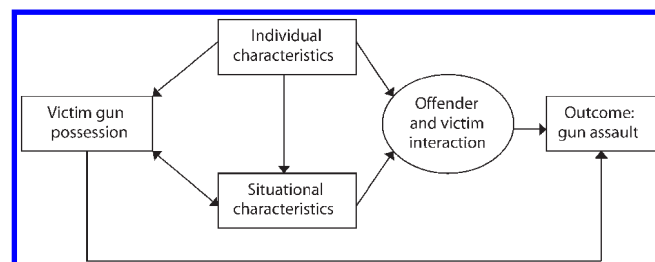 Individual
characteristics
Victim gun
possession
Offender
and victim
interaction
Outcome:
gun assault
Situational
characteristics